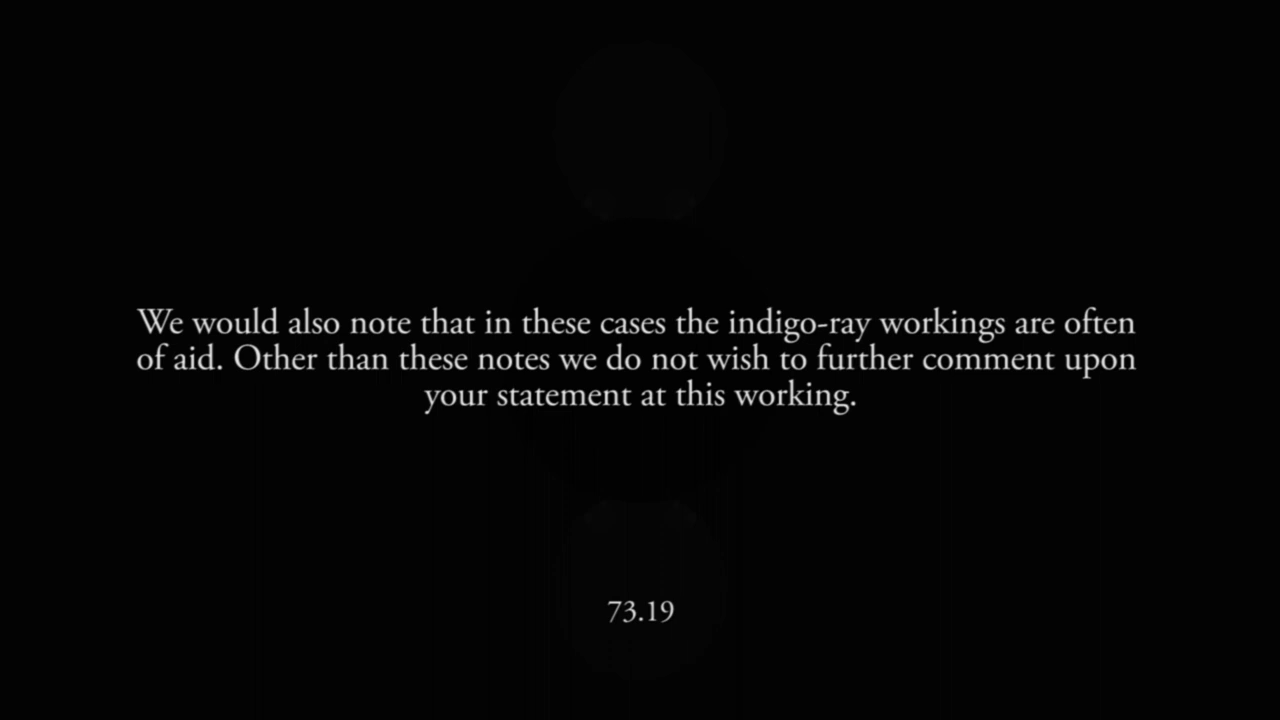 We would also note that in these cases the indigo-ray workings are often
of aid. Other than these notes we do not wish to further comment upon
your statement at this working.
73.19